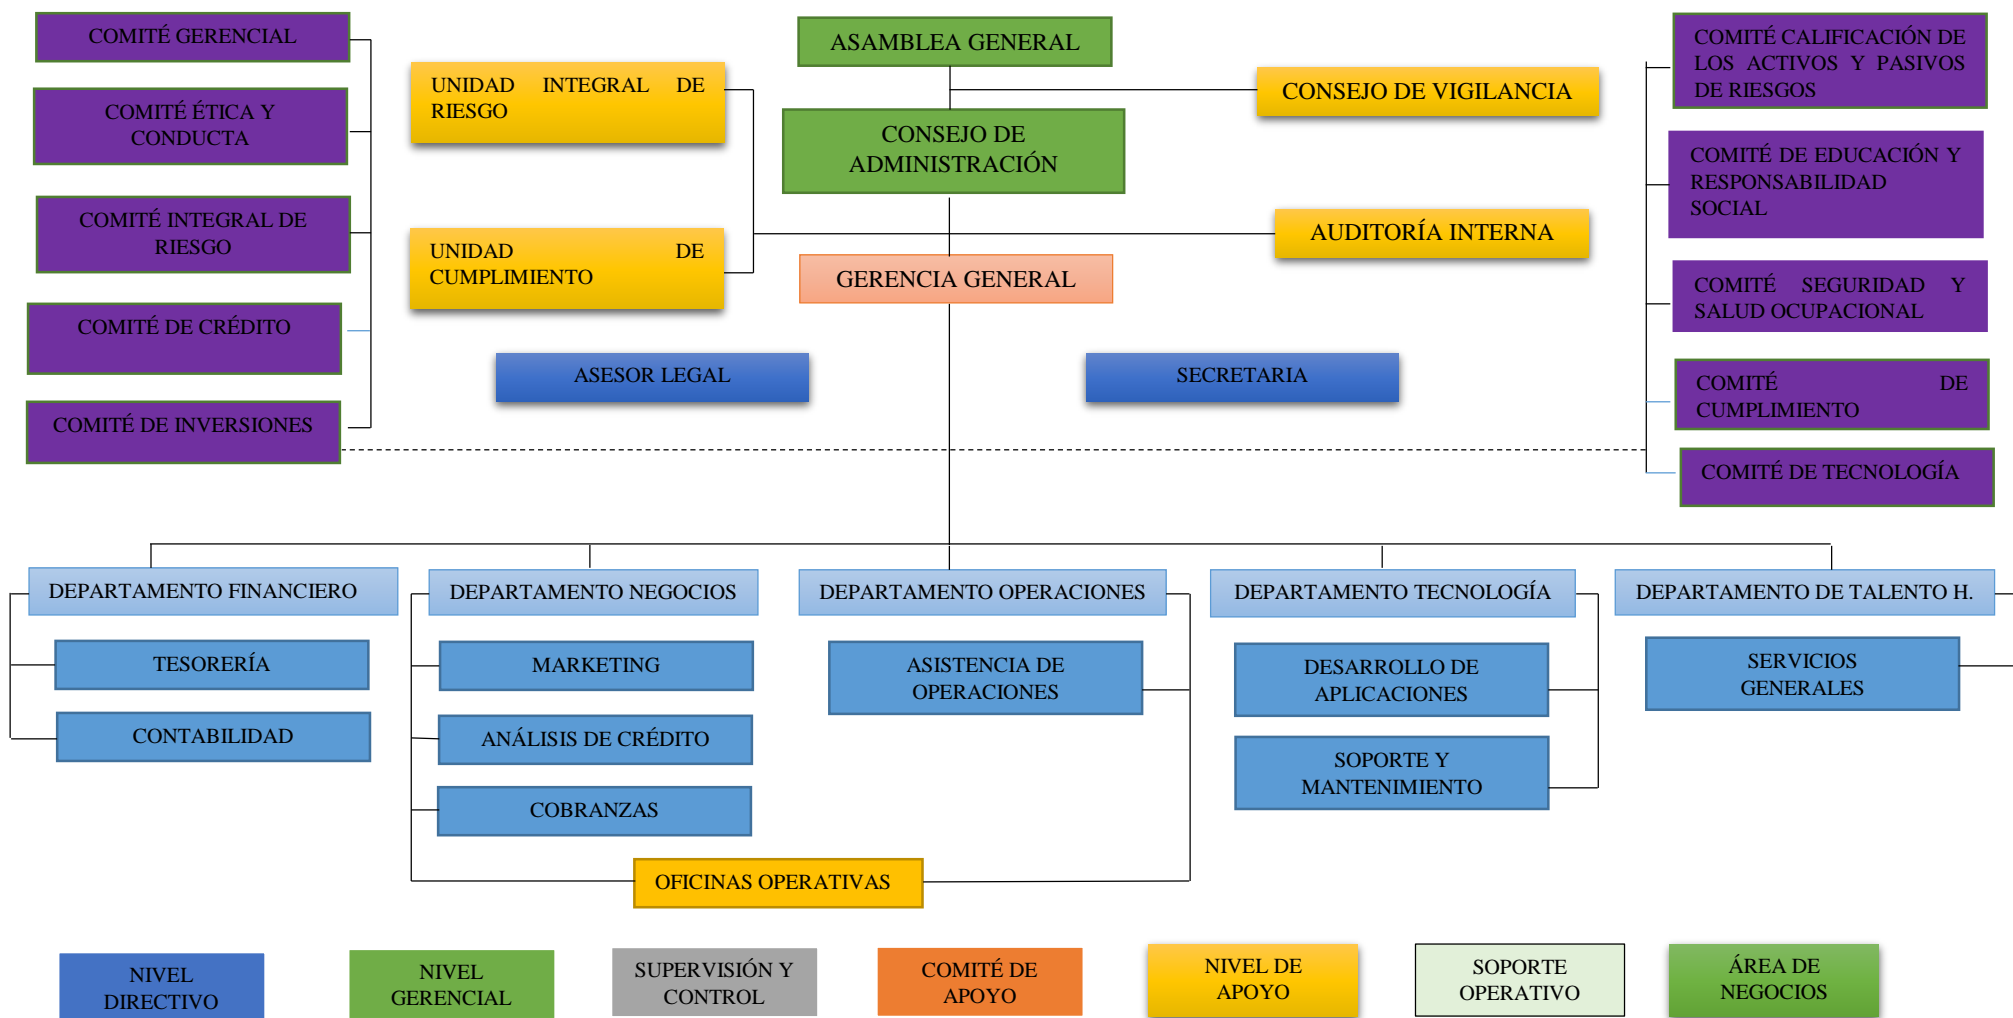 COMITÉ GERENCIAL
COMITÉ ÉTICA Y
CONDUCTA
COMITÉ INTEGRAL DE
RIESGO
COMITÉ DE CRÉDITO
COMITÉ DE INVERSIONES
UNIDAD INTEGRAL DE
RIESGO
UNIDAD DE
CUMPLIMIENTO
ASAMBLEA GENERAL
CONSEJO DE
ADMINISTRACIÓN
GERENCIA GENERAL
CONSEJO DE VIGILANCIA
AUDITORÍA INTERNA
ASESOR LEGAL
SECRETARIA
COMITÉ CALIFICACIÓN DE
LOS ACTIVOS Y PASIVOS
DE RIESGOS
COMITÉ DE EDUCACIÓN Y
RESPONSABILIDAD
SOCIAL
COMITÉ SEGURIDAD Y
SALUD OCUPACIONAL
COMITÉ DE
CUMPLIMIENTO
COMITÉ DE TECNOLOGÍA
DEPARTAMENTO FINANCIERO
TESORERÍA
CONTABILIDAD
DEPARTAMENTO NEGOCIOS
MARKETING
ANÁLISIS DE CRÉDITO
COBRANZAS
DEPARTAMENTO OPERACIONES
ASISTENCIA DE
OPERACIONES
OFICINAS OPERATIVAS
DEPARTAMENTO TECNOLOGÍA
DESARROLLO DE
APLICACIONES
SOPORTE Y
MANTENIMIENTO
DEPARTAMENTO DE TALENTO H.
SERVICIOS
GENERALES
NIVEL
DIRECTIVO
NIVEL
GERENCIAL
SUPERVISIÓN Y
CONTROL
COMITÉ DE
APOYO
NIVEL DE
APOYO
SOPORTE
OPERATIVO
ÁREA DE
NEGOCIOS